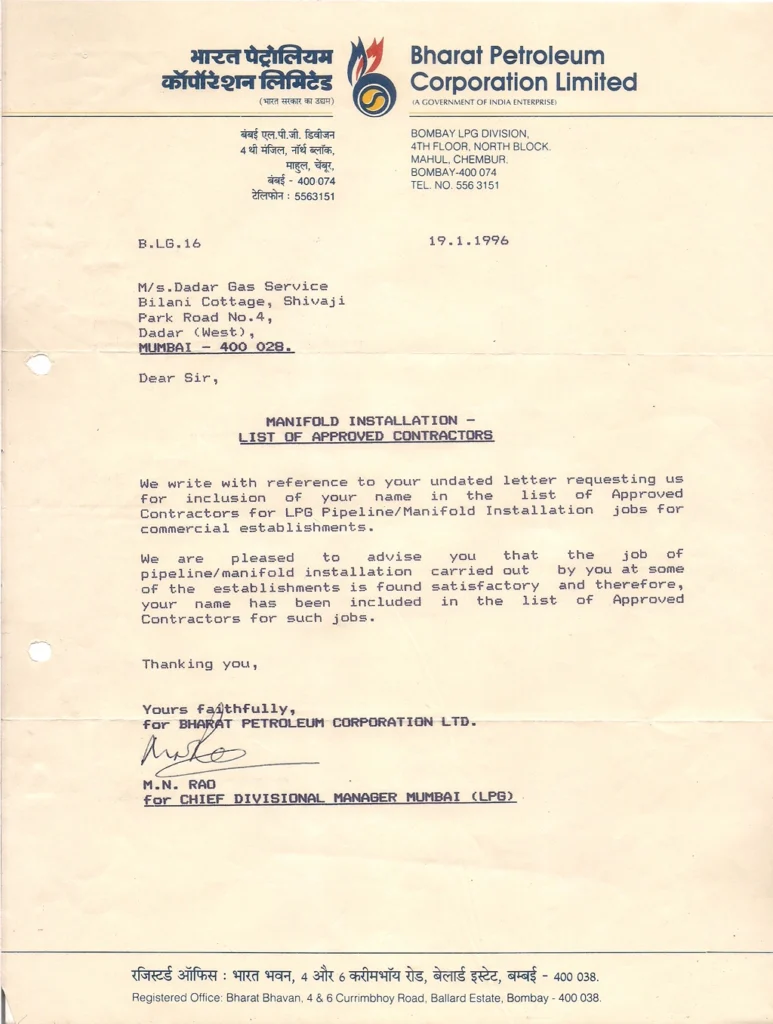 भारत पेट्रोलियम
कॉर्पोरेशन लिमिटेड
(भारत सरकार का उद्यम)
Bharat Petroleum
Corporation Limited
(A GOVERNMENT OF INDIA ENTERPRISE)
बंबई एल.पी.जी. डिवीजन
4 थी मंजिल, नॉर्थ ब्लॉक,
माहुल, चेंबूर,
बंबई - 400 074
टेलिफोन : 5563151
BOMBAY LPG DIVISION,
4TH FLOOR, NORTH BLOCK.
MAHUL, CHEMBUR.
BOMBAY-400 074
TEL. NO. 556 3151
B.LG.16
19.1.1996
M/s.Dadar Gas Service
Bilani Cottage, Shivaji
Park Road No.4,
Dadar (West),
MUMBAI - 400 028.
Dear Sir,
MANIFOLD INSTALLATION -
LIST OF APPROVED CONTRACTORS
We write with reference to your undated letter requesting us
for inclusion of your name in the list of Approved
Contractors for LPG Pipeline/Manifold Installation jobs for
commercial establishments.
We are pleased to advise you that the job of
pipeline/manifold installation carried out by you at some
of the establishments is found satisfactory and therefore,
your name has been included in the list of Approved
Contractors for such jobs.
Thanking you,
Yours faithfully,
for BHARAT PETROLEUM CORPORATION LTD.
M.N. RAO
for CHIEF DIVISIONAL MANAGER MUMBAI (LPG)
रजिस्टर्ड ऑफिस : भारत भवन, 4 और 6 करीमभॉय रोड, बेलार्ड इस्टेट, बम्बई - 400 038.
Registered Office: Bharat Bhavan, 4 & 6 Currimbhoy Road, Ballard Estate, Bombay - 400 038.